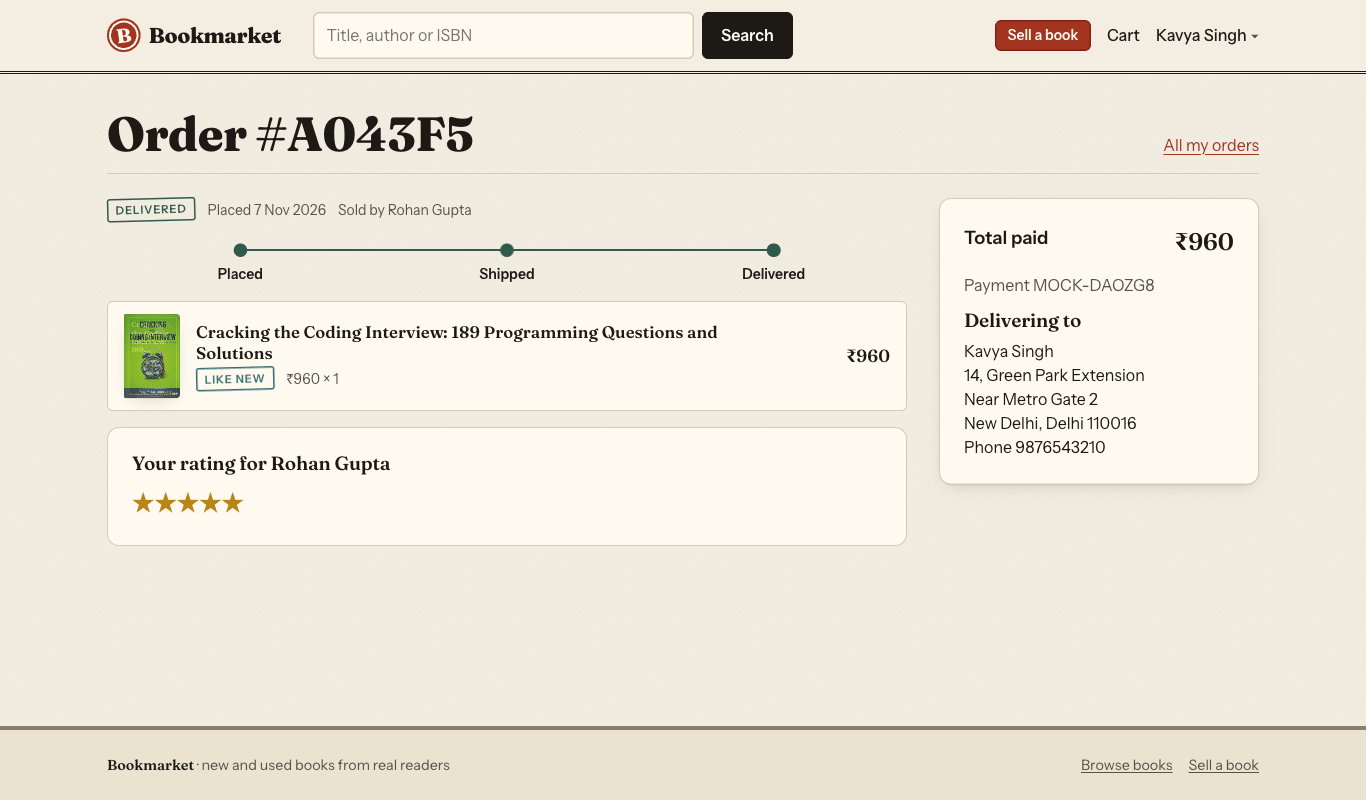 B Bookmarket
Title, author or ISBN
Search
Sell a book
Cart
Kavya Singh
Order #A043F5
All my orders
DELIVERED
Placed 7 Nov 2026
Sold by Rohan Gupta
Placed
Shipped
Delivered
CRACKING
CODING INTERVIEW
Cracking the Coding Interview: 189 Programming Questions and
Solutions
LIKE NEW
₹960 × 1
₹960
Your rating for Rohan Gupta
★★★★★
Total paid
₹960
Payment MOCK-DAOZG8
Delivering to
Kavya Singh
14, Green Park Extension
Near Metro Gate 2
New Delhi, Delhi 110016
Phone 9876543210
Bookmarket · new and used books from real readers
Browse books
Sell a book